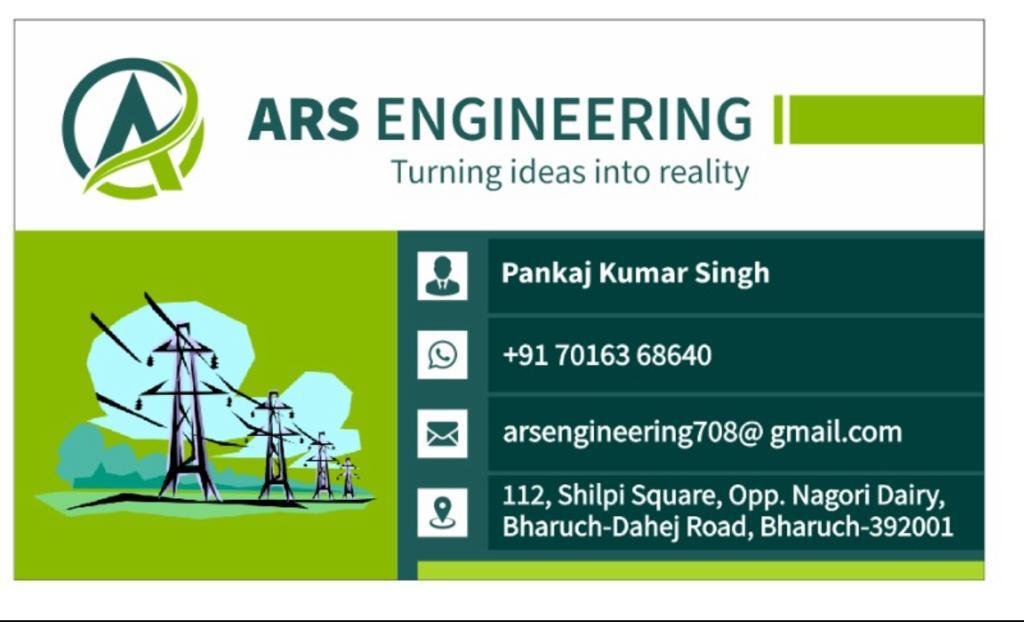 ARS ENGINEERING
Turning ideas into reality
Pankaj Kumar Singh
+91 70163 68640
arsengineering708@ gmail.com
112, Shilpi Square, Opp. Nagori Dairy,
Bharuch-Dahej Road, Bharuch-392001